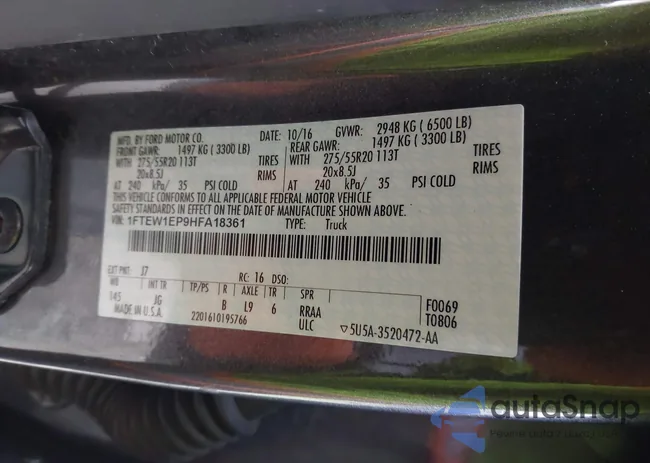 MFD. BY FORD MOTOR CO.
DATE: 10/16 GVWR: 2948 KG ( 6500 LB)
FRONT GAWR: 1497 KG ( 3300 LB)
REAR GAWR: 1497 KG ( 3300 LB)
WITH 275/55R20 113T TIRES
WITH 275/55R20 113T TIRES
20x8.5J RIMS
20x8.5J RIMS
AT 240 kPa/ 35 PSI COLD
AT 240 kPa/ 35 PSI COLD
THIS VEHICLE CONFORMS TO ALL APPLICABLE FEDERAL MOTOR VEHICLE
SAFETY STANDARDS IN EFFECT ON THE DATE OF MANUFACTURE SHOWN ABOVE.
VIN: 1FTEW1EP9HFA18361 TYPE: Truck
EXT PNT: J7 RC: 16 DSO:
WB INT TR TP/PS R AXLE TR SPR
145 JG B L9 6 RRAA
F0069
T0806
MADE IN U.S.A. 2201610195766 ULC
▽5U5A-3520472-AA
autoSnap